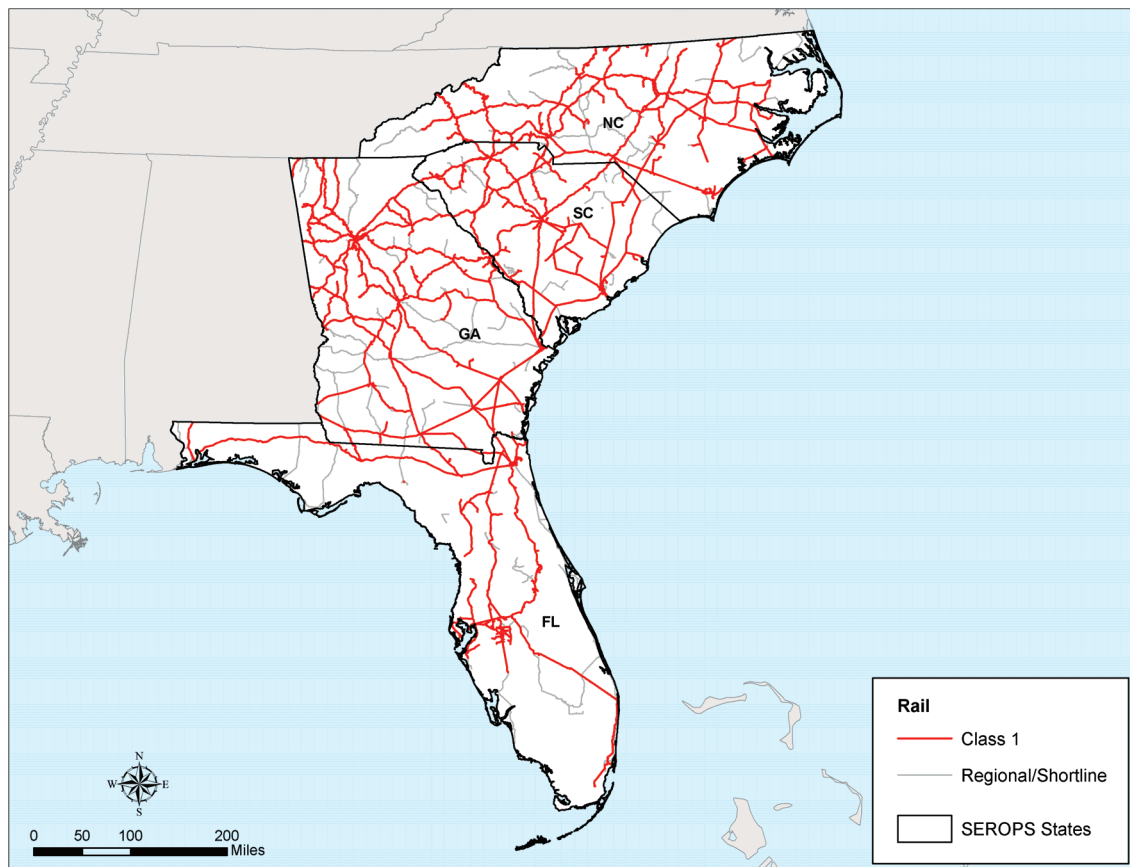 NC
SC
GA
FL
Rail
Class 1
Regional/Shortline
SEROPS States
N
W E
S
0 50 100 200
Miles